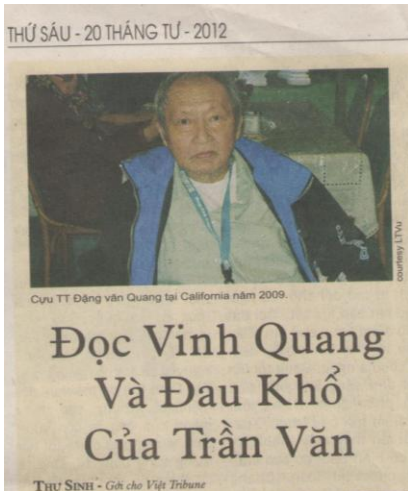 THỨ SÁU - 20 THÁNG TƯ - 2012
courtesy LTVu
Cựu TT Đặng văn Quang tại California năm 2009.
Đọc Vinh Quang
Và Đau Khổ
Của Trần Văn
THƯ SINH - Gởi cho Việt Tribune